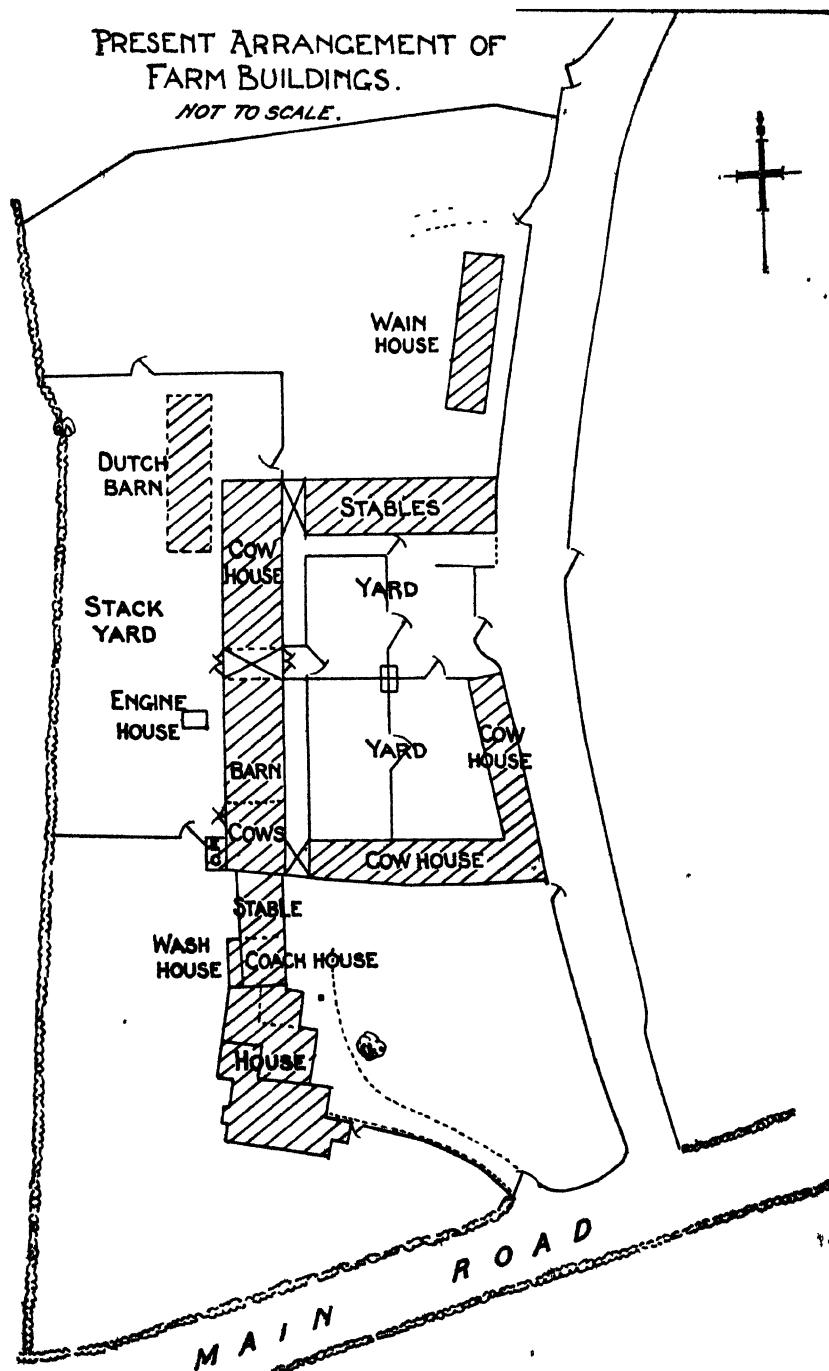 PRESENT ARRANGEMENT OF
FARM BUILDINGS.
NOT TO SCALE.
WAIN
HOUSE
DUTCH
BARN
STABLES
COW
HOUSE
YARD
STACK
YARD
ENGINE
HOUSE
YARD
COW
HOUSE
BARN
COWS
COW HOUSE
STABLE
WASH
HOUSE
COACH HOUSE
HOUSE
MAIN ROAD